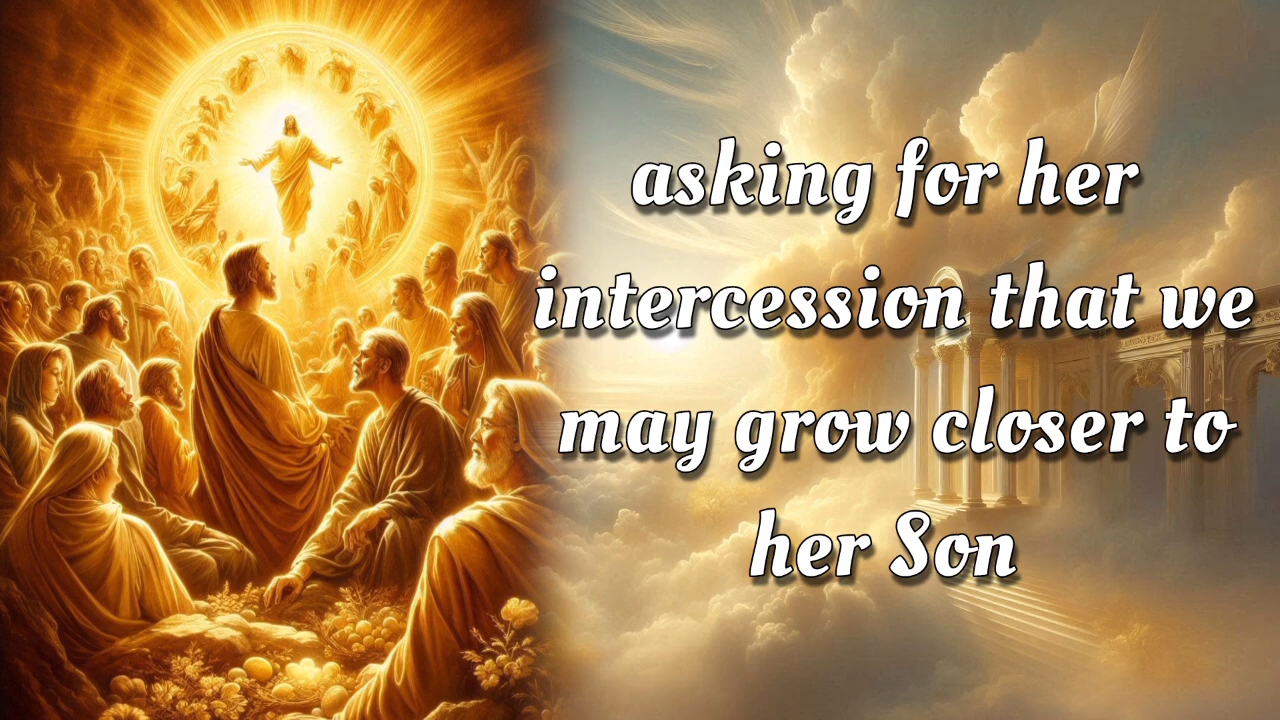 asking for her
intercession that we
may grow closer to
her Son